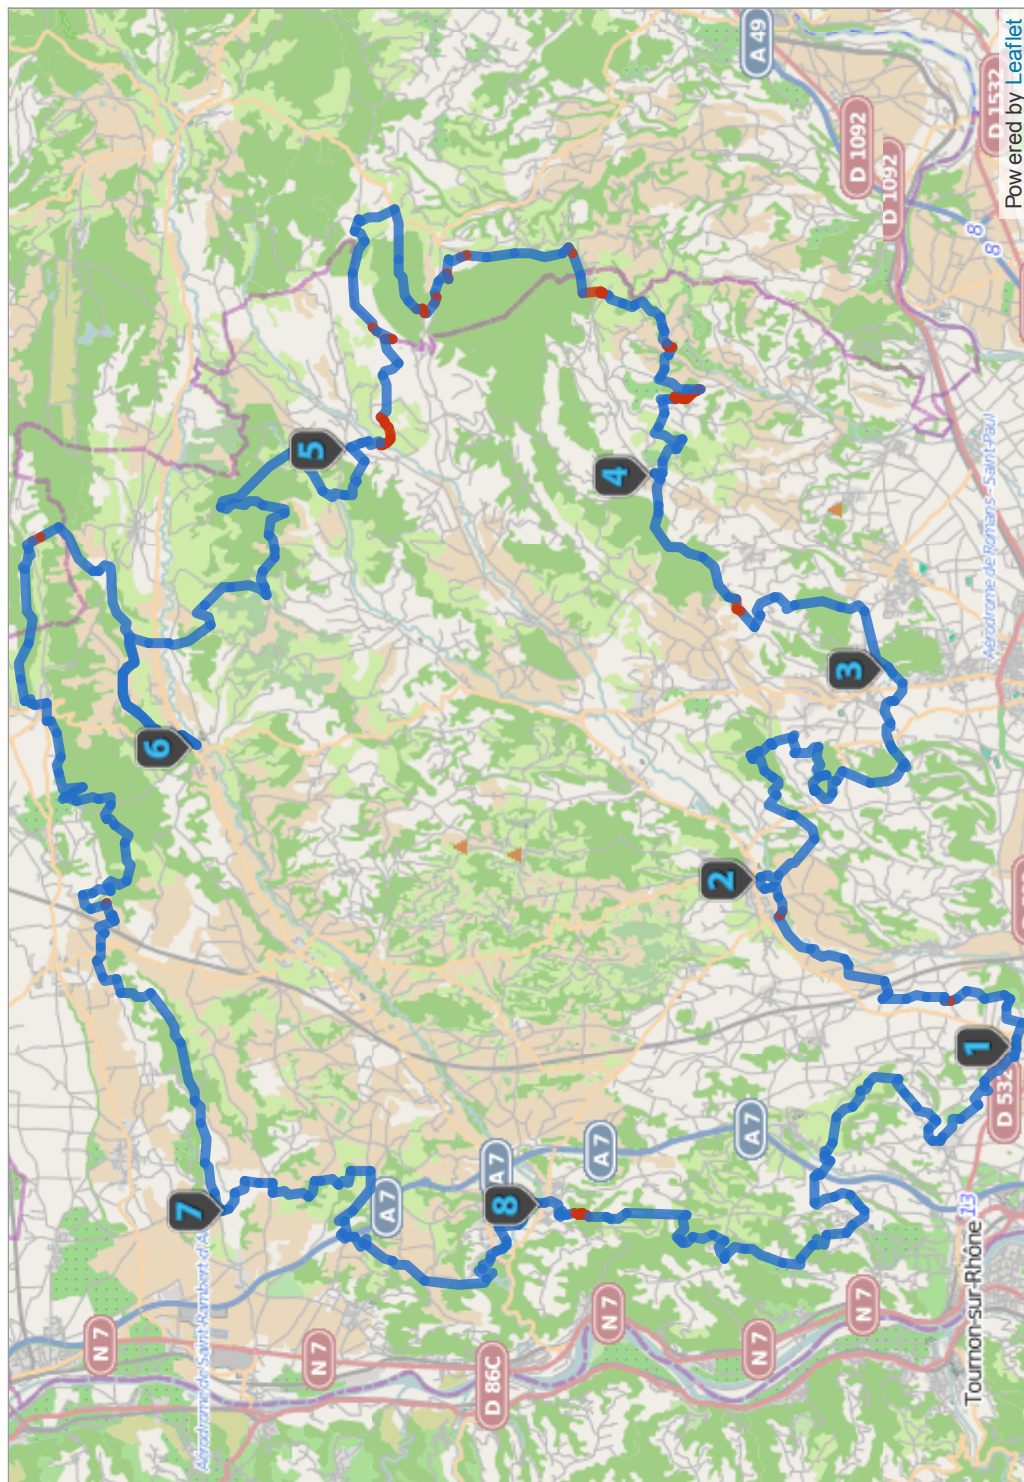 A 49
D 1532
D 1092
D 1092
8
8
Powered by Leaflet
5
4
6
3
2
Aérodrome de Romans - Saint-Paul
1
D 532
A 7
A 7
A 7
A 7
8
7
13
Tournon-sur-Rhône
Aérodrome de Saint-Rambert-d'A
N 7
N 7
N 7
N 7
N 7
D 86C